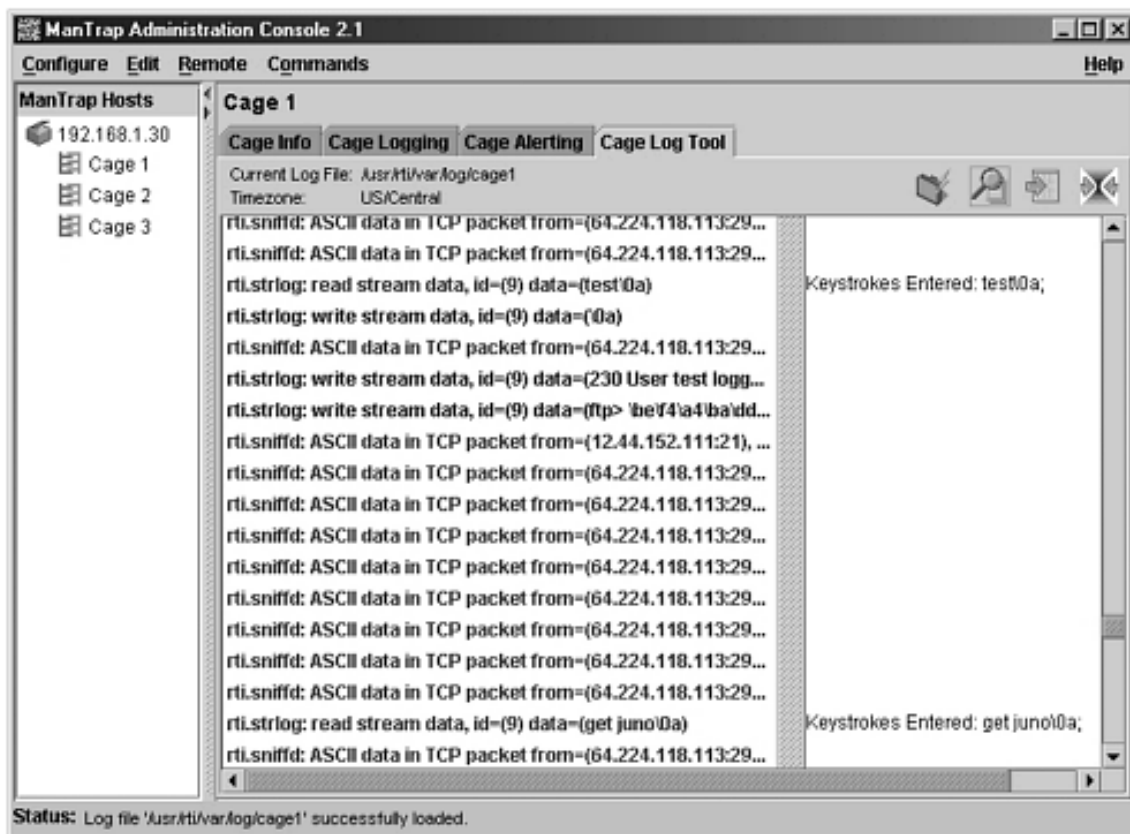 ManTrap Administration Console 2.1
Configure Edit Remote Commands Help
ManTrap Hosts
192.168.1.30
Cage 1
Cage 2
Cage 3
Cage 1
Cage Info Cage Logging Cage Alerting Cage Log Tool
Current Log File: /usr/rti/var/log/cage1
Timezone: US/Central
rti.sniffd: ASCII data in TCP packet from=(64.224.118.113:29...
rti.sniffd: ASCII data in TCP packet from=(64.224.118.113:29...
rti.strlog: read stream data, id=(9) data=(test\0a) Keystrokes Entered: test\0a;
rti.strlog: write stream data, id=(9) data=(\0a)
rti.sniffd: ASCII data in TCP packet from=(64.224.118.113:29...
rti.strlog: write stream data, id=(9) data=(230 User test logg...
rti.strlog: write stream data, id=(9) data=(ftp> \be\f4\a4\ba\dd...
rti.sniffd: ASCII data in TCP packet from=(12.44.152.111:21), ...
rti.sniffd: ASCII data in TCP packet from=(64.224.118.113:29...
rti.sniffd: ASCII data in TCP packet from=(64.224.118.113:29...
rti.sniffd: ASCII data in TCP packet from=(64.224.118.113:29...
rti.sniffd: ASCII data in TCP packet from=(64.224.118.113:29...
rti.sniffd: ASCII data in TCP packet from=(64.224.118.113:29...
rti.sniffd: ASCII data in TCP packet from=(64.224.118.113:29...
rti.sniffd: ASCII data in TCP packet from=(64.224.118.113:29...
rti.sniffd: ASCII data in TCP packet from=(64.224.118.113:29...
rti.strlog: read stream data, id=(9) data=(get juno\0a) Keystrokes Entered: get juno\0a;
rti.sniffd: ASCII data in TCP packet from=(64.224.118.113:29...
Status: Log file '/usr/rti/var/log/cage1' successfully loaded.